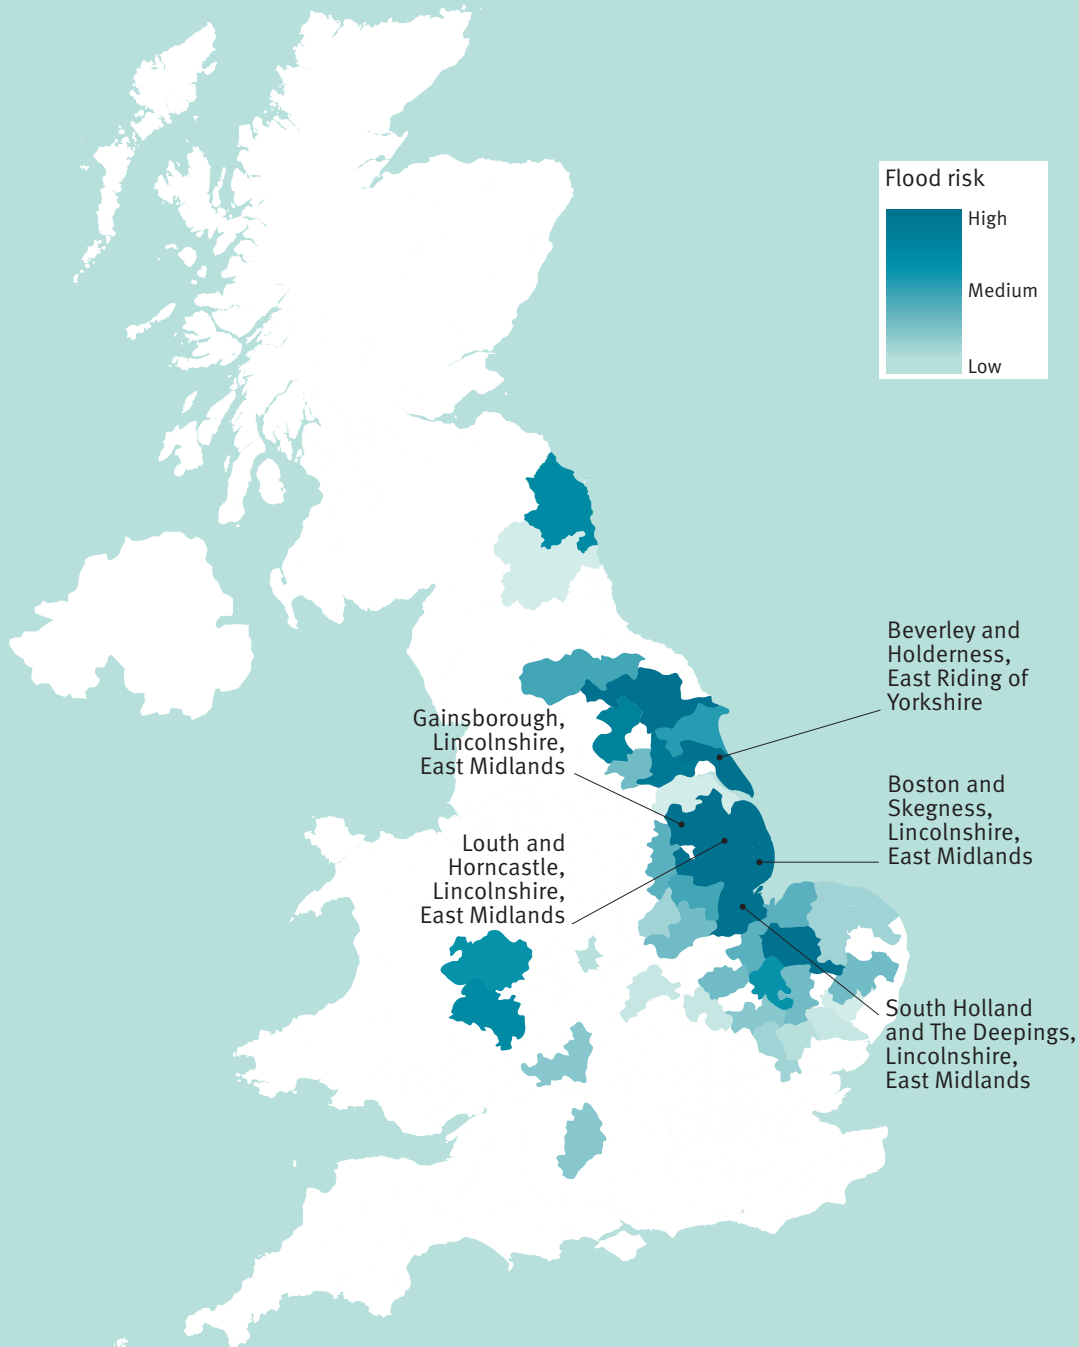 Flood risk
High
Medium
Low
Beverley and
Holderness,
East Riding of
Yorkshire
Gainsborough,
Lincolnshire,
East Midlands
Boston and
Skegness,
Lincolnshire,
East Midlands
Louth and
Horncastle,
Lincolnshire,
East Midlands
South Holland
and The Deepings,
Lincolnshire,
East Midlands